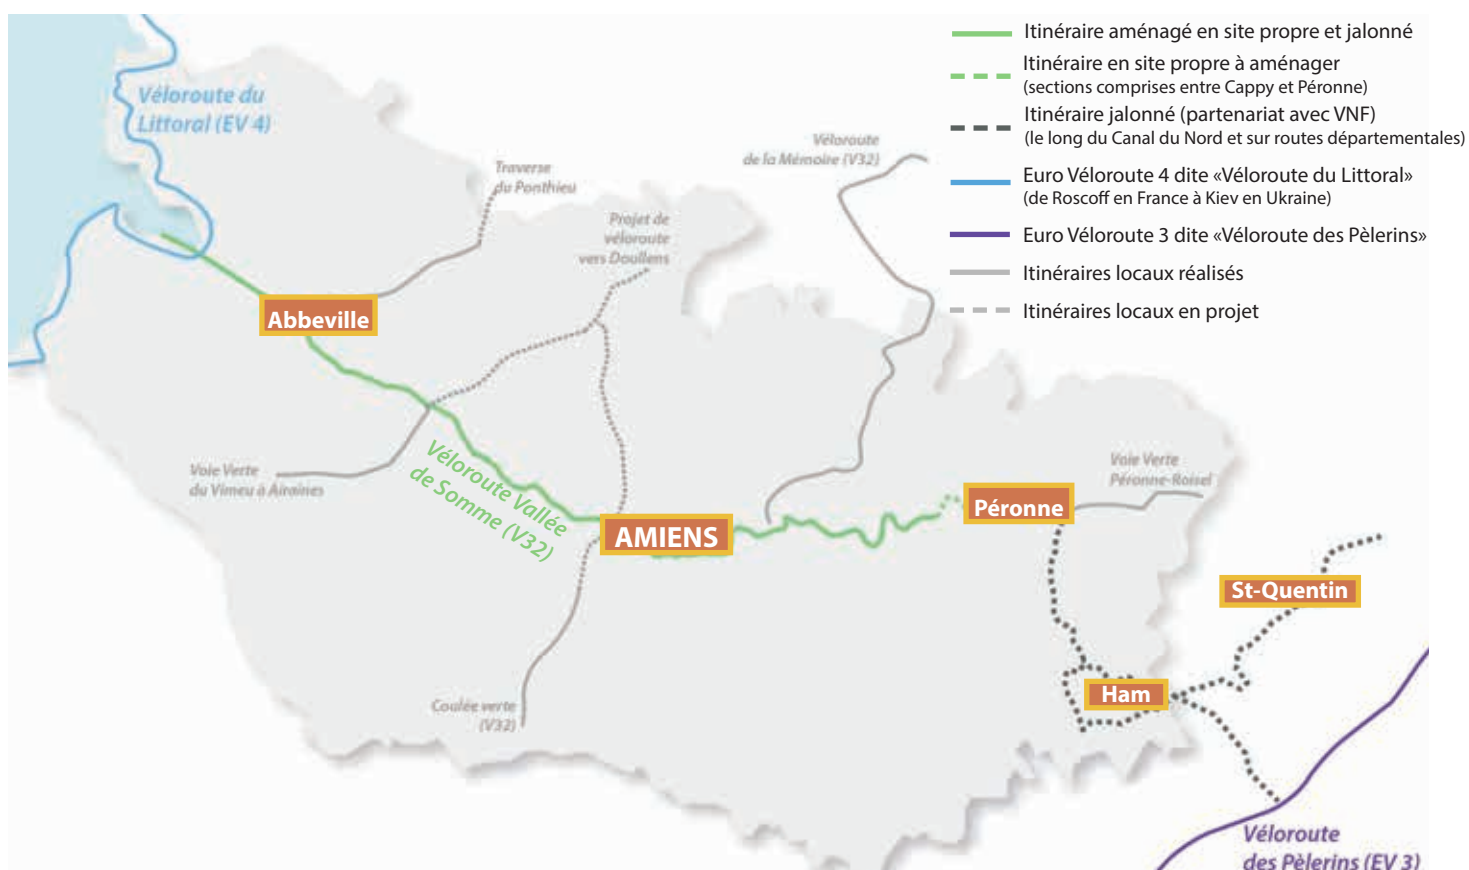 Itinéraire aménagé en site propre et jalonné
Itinéraire en site propre à aménager
(sections comprises entre Cappy et Péronne)
Itinéraire jalonné (partenariat avec VNF)
(le long du Canal du Nord et sur routes départementales)
Euro Véloroute 4 dite «Véloroute du Littoral»
(de Roscoff en France à Kiev en Ukraine)
Euro Véloroute 3 dite «Véloroute des Pèlerins»
Itinéraires locaux réalisés
Itinéraires locaux en projet
Véloroute du
Littoral (EV 4)
Véloroute
de la Mémoire (V32)
Traverse
du Ponthieu
Projet de
véloroute
vers Doullens
Abbeville
Voie Verte
du Vimeu à Airaines
Véloroute Vallée
de Somme (V32)
AMIENS
Péronne
Voie Verte
Péronne-Roisel
St-Quentin
Ham
Coulée verte
(V32)
Véloroute
des Pèlerins (EV 3)